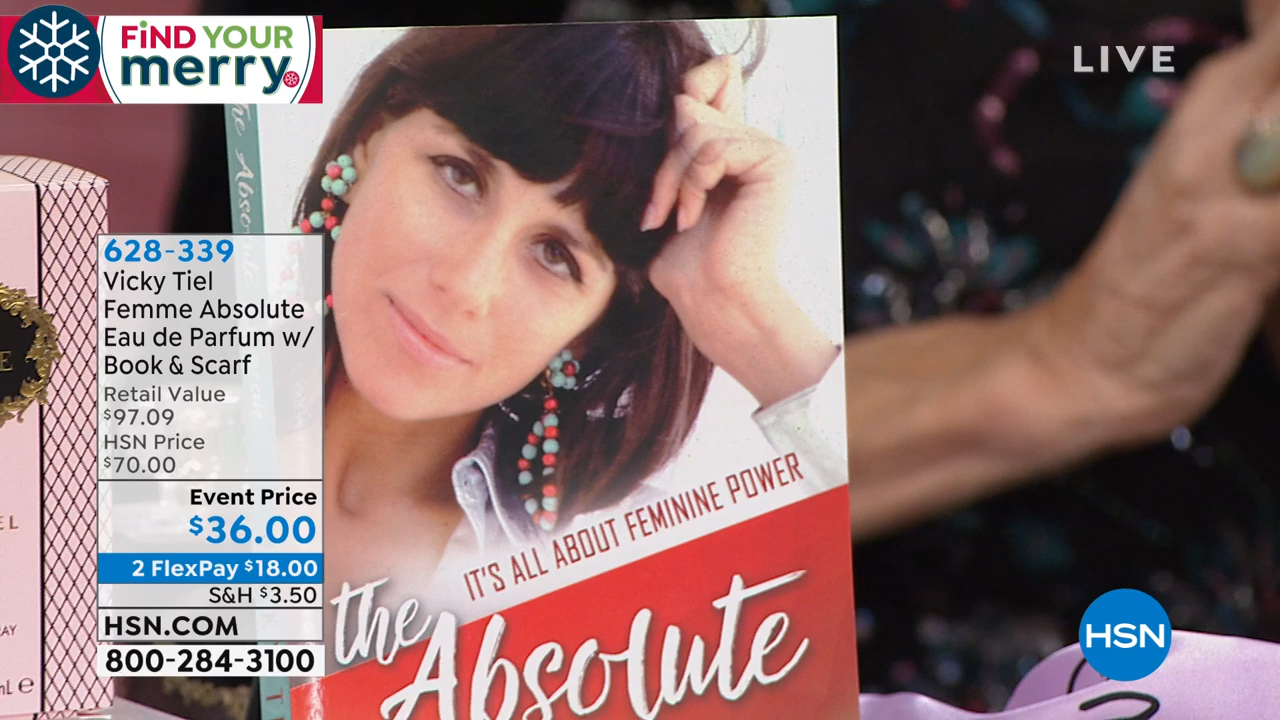 FiND YOUR
merry
LIVE
the Absolute
628-339
Vicky Tiel
Femme Absolute
Eau de Parfum w/
Book & Scarf
Retail Value
$97.09
HSN Price
$70.00
Event Price
$36.00
2 FlexPay $18.00
S&H $3.50
HSN.COM
800-284-3100
IT'S ALL ABOUT FEMININE POWER
the
Absolute
HSN